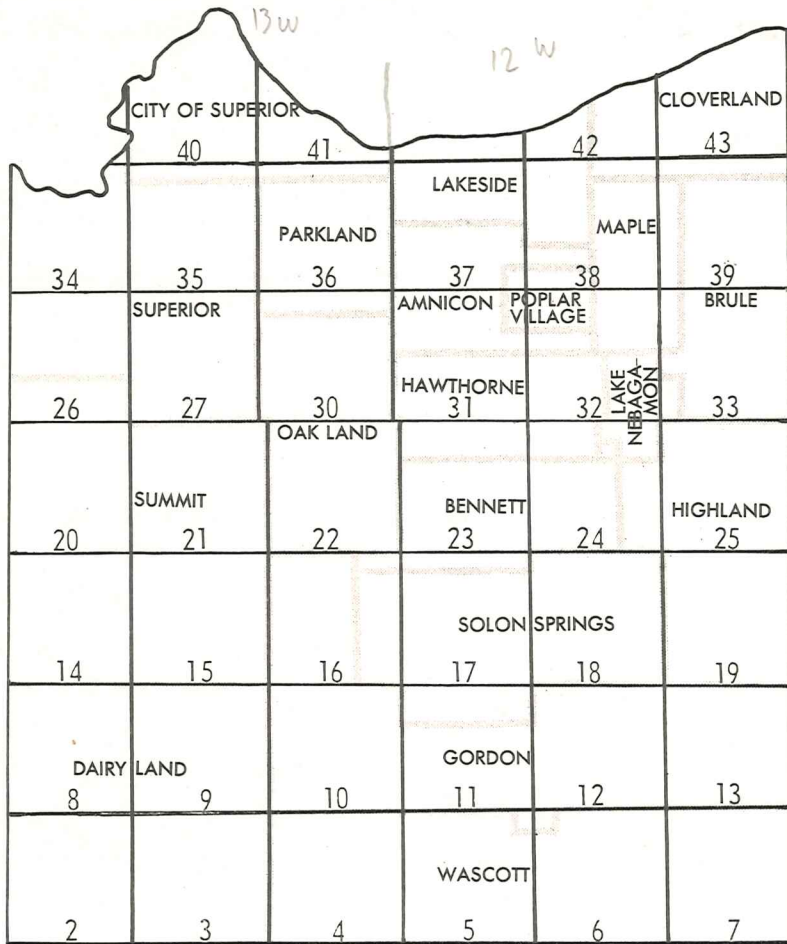 13 W
12 W
CITY OF SUPERIOR
CLOVERLAND
40 41 42 43
LAKESIDE
PARKLAND
MAPLE
34 35 36 37 38 39
SUPERIOR
AMNICON
POPLAR
VILLAGE
BRULE
HAWTHORNE
LAKE
NEBAGA-
MON
26 27 30 31 32 33
OAK LAND
SUMMIT
BENNETT
HIGHLAND
20 21 22 23 24 25
SOLON SPRINGS
14 15 16 17 18 19
DAIRY LAND
GORDON
8 9 10 11 12 13
WASCOTT
2 3 4 5 6 7